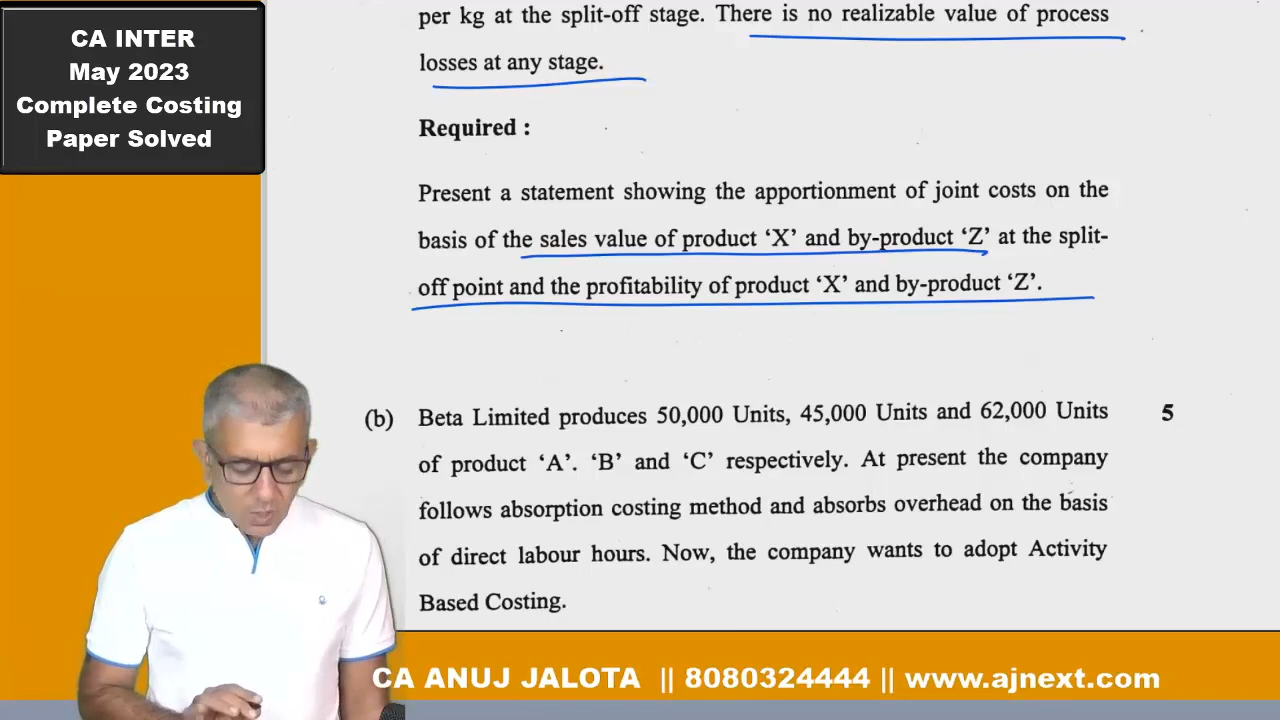 CA INTER
May 2023
Complete Costing
Paper Solved
per kg at the split-off stage. There is no realizable value of process
losses at any stage.
Required :
Present a statement showing the apportionment of joint costs on the
basis of the sales value of product ‘X’ and by-product ‘Z’ at the split-
off point and the profitability of product ‘X’ and by-product ‘Z’.
(b) Beta Limited produces 50,000 Units, 45,000 Units and 62,000 Units 5
of product ‘A’. ‘B’ and ‘C’ respectively. At present the company
follows absorption costing method and absorbs overhead on the basis
of direct labour hours. Now, the company wants to adopt Activity
Based Costing.
CA ANUJ JALOTA || 8080324444 || www.ajnext.com